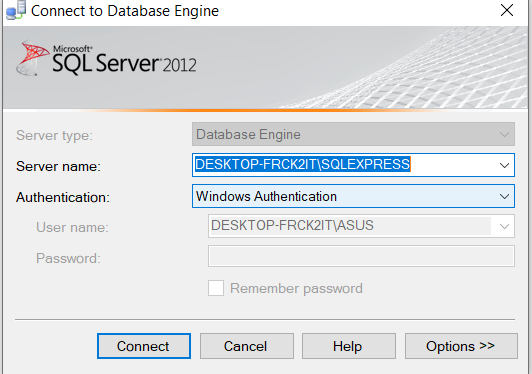 Connect to Database Engine
Microsoft®
SQL Server® 2012
Server type: Database Engine
Server name: DESKTOP-FRCK2IT\SQLEXPRESS
Authentication: Windows Authentication
User name: DESKTOP-FRCK2IT\ASUS
Password:
Remember password
Connect Cancel Help Options >>